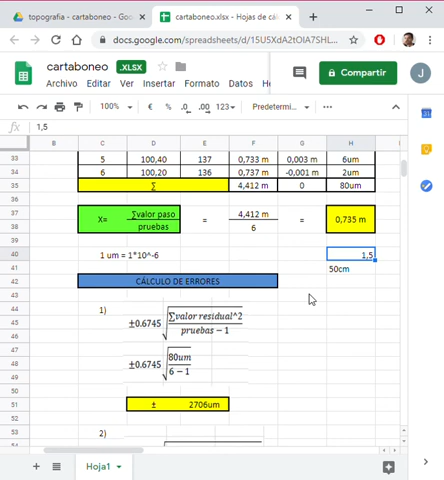 topografia - cartaboneo - Goo
cartaboneo.xlsx - Hojas de cál
docs.google.com/spreadsheets/d/15U5XdA2tOIA7SHL...
cartaboneo .XLSX
Compartir
J
Archivo Editar Ver Insertar Formatear Datos He
100% € % .0 .00 123 Predetermi...
fx 1,5
B C D E F G H
33 5 100,40 137 0,733 m 0,003 m 6um
34 6 100,20 136 0,737 m -0,001 m 2um
35 ∑ 4,412 m 0 80um
36
37 X= ∑valor paso = 4,412 m = 0,735 m
38 pruebas 6
39
40 1 um = 1*10^-6 1,5
41 50cm
42 CÁLCULO DE ERRORES
43
44 1) ∑valor residual^2
45 ±0.6745
46 pruebas − 1
47
48 80um
49 ±0.6745 6 − 1
50
51 ± 2706um
52
53 2)
Hoja1